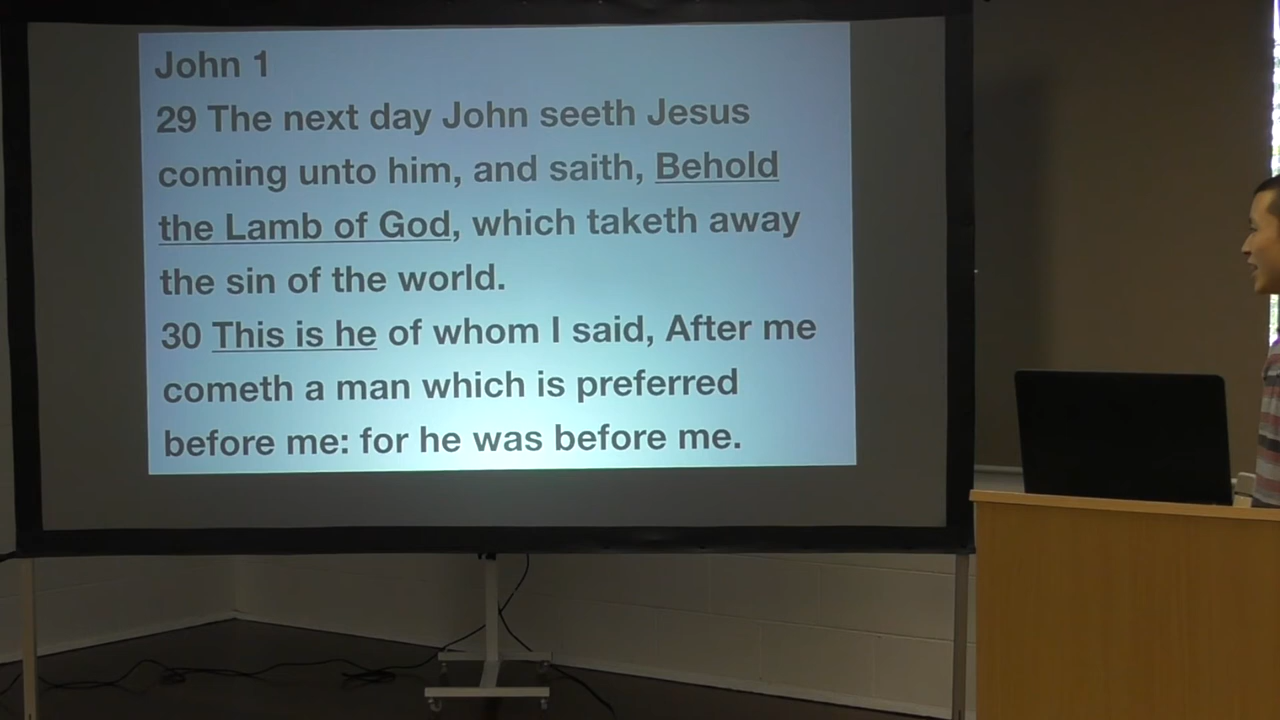 John 1
29 The next day John seeth Jesus
coming unto him, and saith, Behold
the Lamb of God, which taketh away
the sin of the world.
30 This is he of whom I said, After me
cometh a man which is preferred
before me: for he was before me.